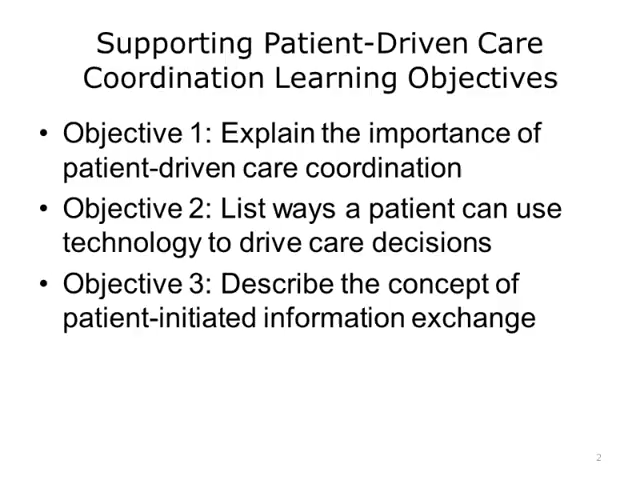 Supporting Patient-Driven Care
Coordination Learning Objectives
• Objective 1: Explain the importance of
patient-driven care coordination
• Objective 2: List ways a patient can use
technology to drive care decisions
• Objective 3: Describe the concept of
patient-initiated information exchange
2